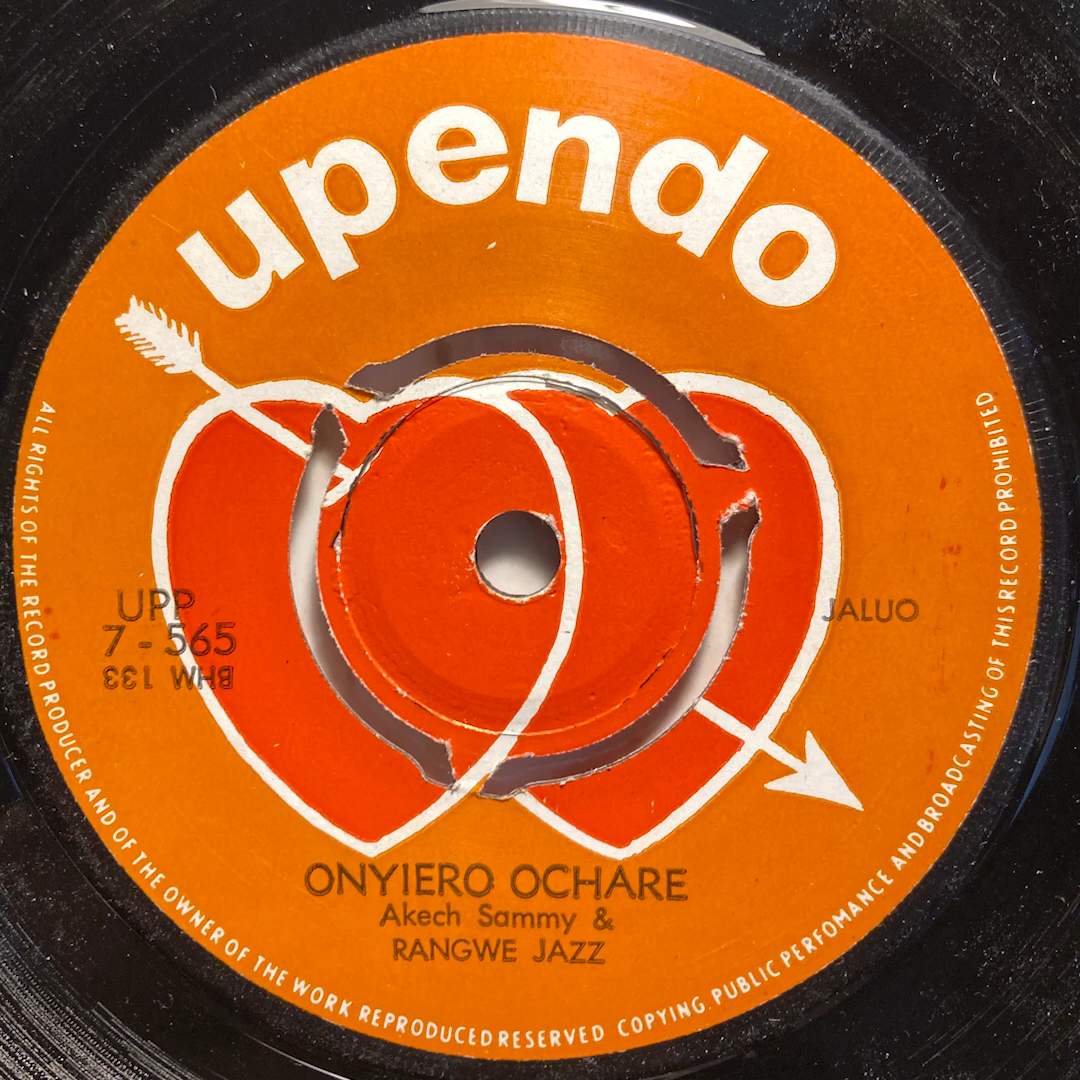 upendo
UPP
7 - 565
BHM 133
JALUO
ONYIERO OCHARE
Akech Sammy &
RANGWE JAZZ
ALL RIGHTS OF THE RECORD PRODUCER AND OF THE OWNER OF THE WORK REPRODUCED RESERVED COPYING. PUBLIC PERFOMANCE AND BROADCASTING OF THIS RECORD PROHIBITED